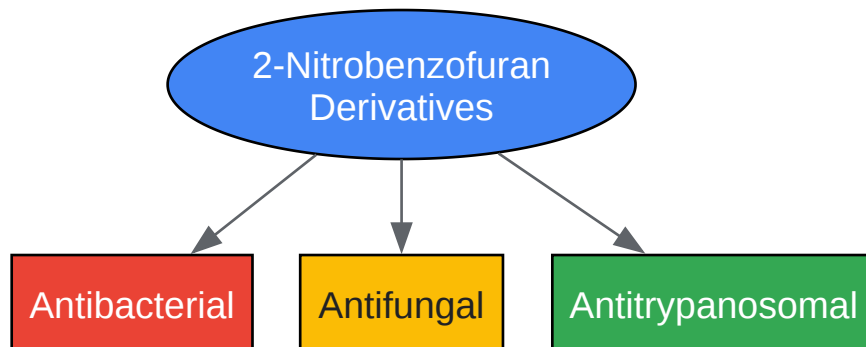 2-Nitrobenzofuran
Derivatives
Antibacterial
Antifungal
Antitrypanosomal